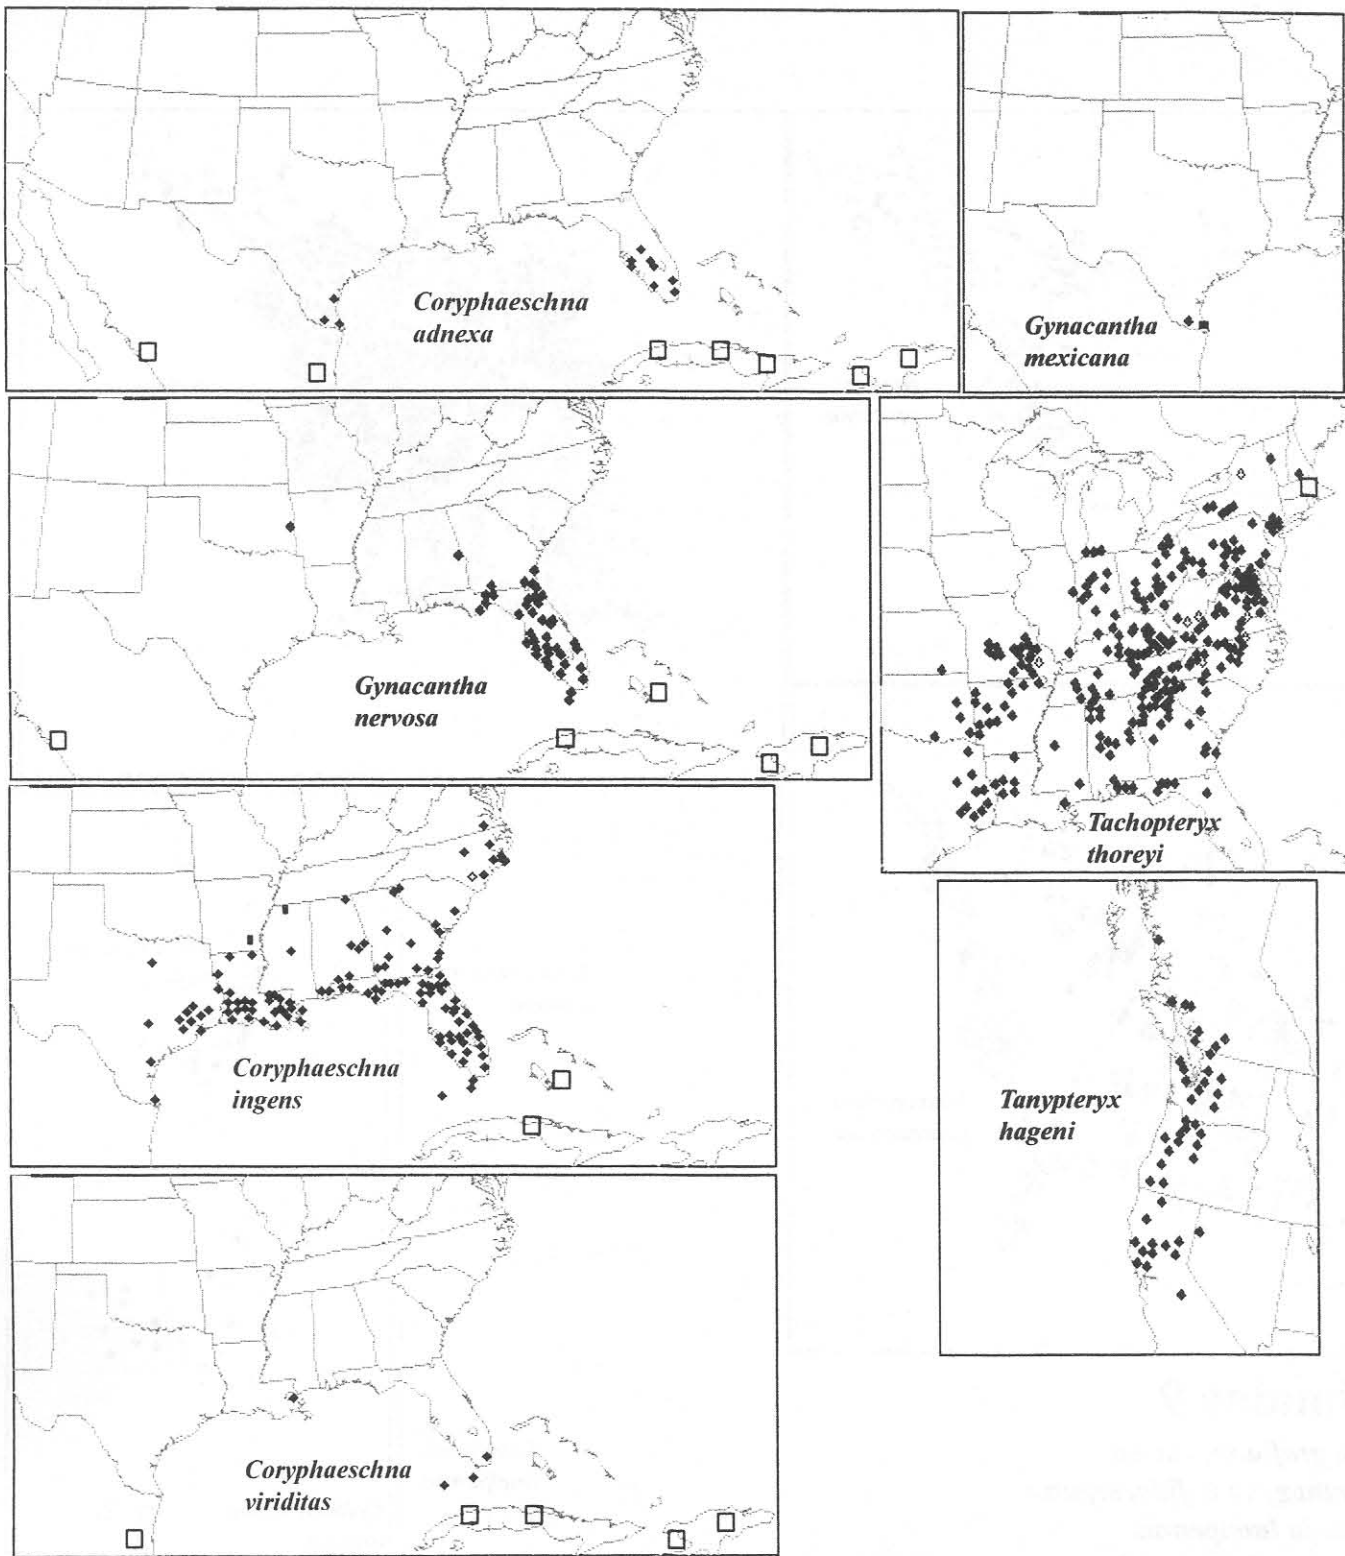 Coryphaeschna
adnexa
Gynacantha
mexicana
Gynacantha
nervosa
Tachopteryx
thoreyi
Coryphaeschna
ingens
Tanypteryx
hageni
Coryphaeschna
viriditas